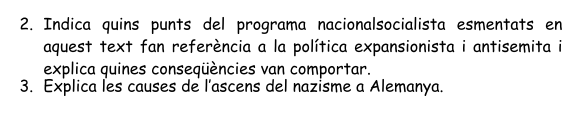 2. Indica quins punts del programa nacionalsocialista esmentats en
aquest text fan referència a la política expansionista i antisemita i
explica quines conseqüències van comportar.
3. Explica les causes de l'ascens del nazisme a Alemanya.